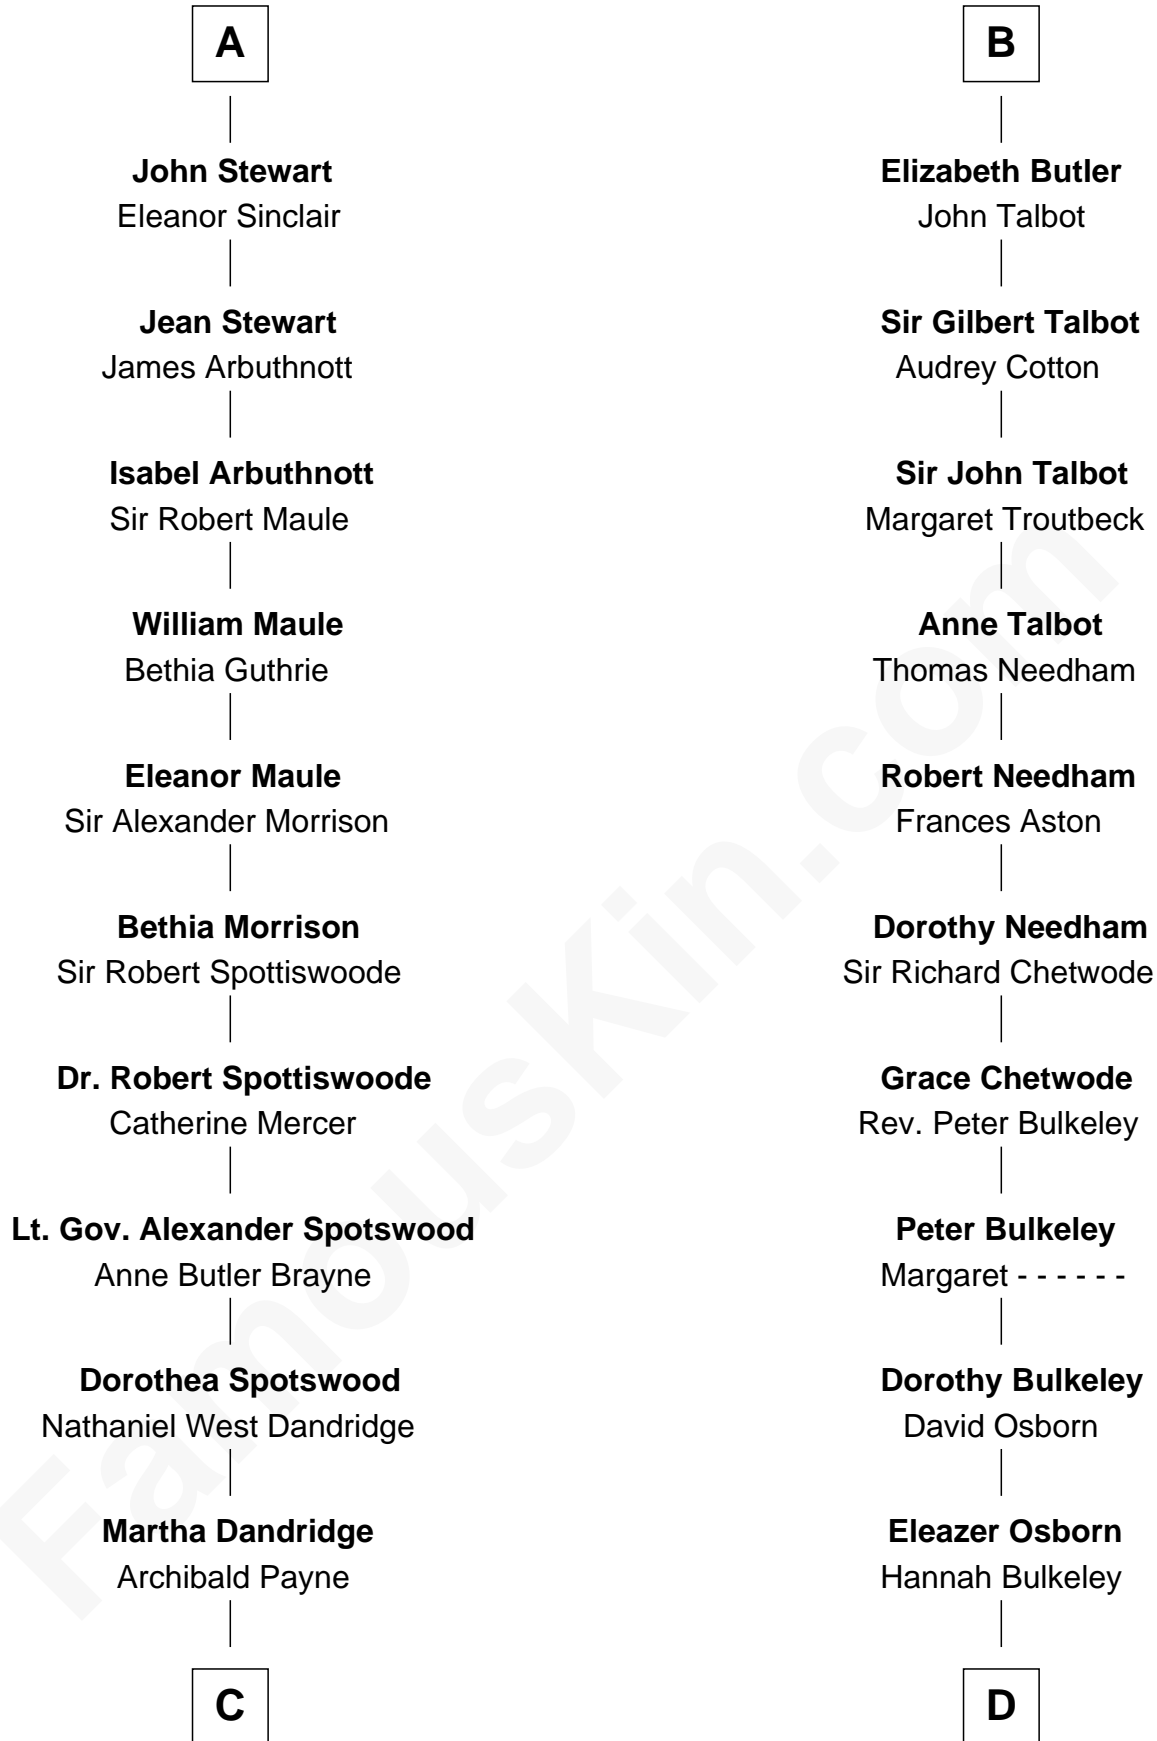 A
John Stewart
Eleanor Sinclair
Jean Stewart
James Arbuthnott
Isabel Arbuthnott
Sir Robert Maule
William Maule
Bethia Guthrie
Eleanor Maule
Sir Alexander Morrison
Bethia Morrison
Sir Robert Spottiswoode
Dr. Robert Spottiswoode
Catherine Mercer
Lt. Gov. Alexander Spotswood
Anne Butler Brayne
Dorothea Spotswood
Nathaniel West Dandridge
Martha Dandridge
Archibald Payne
C
B
Elizabeth Butler
John Talbot
Sir Gilbert Talbot
Audrey Cotton
Sir John Talbot
Margaret Troutbeck
Anne Talbot
Thomas Needham
Robert Needham
Frances Aston
Dorothy Needham
Sir Richard Chetwode
Grace Chetwode
Rev. Peter Bulkeley
Peter Bulkeley
Margaret - - - - - -
Dorothy Bulkeley
David Osborn
Eleazer Osborn
Hannah Bulkeley
D
FamousKin.com